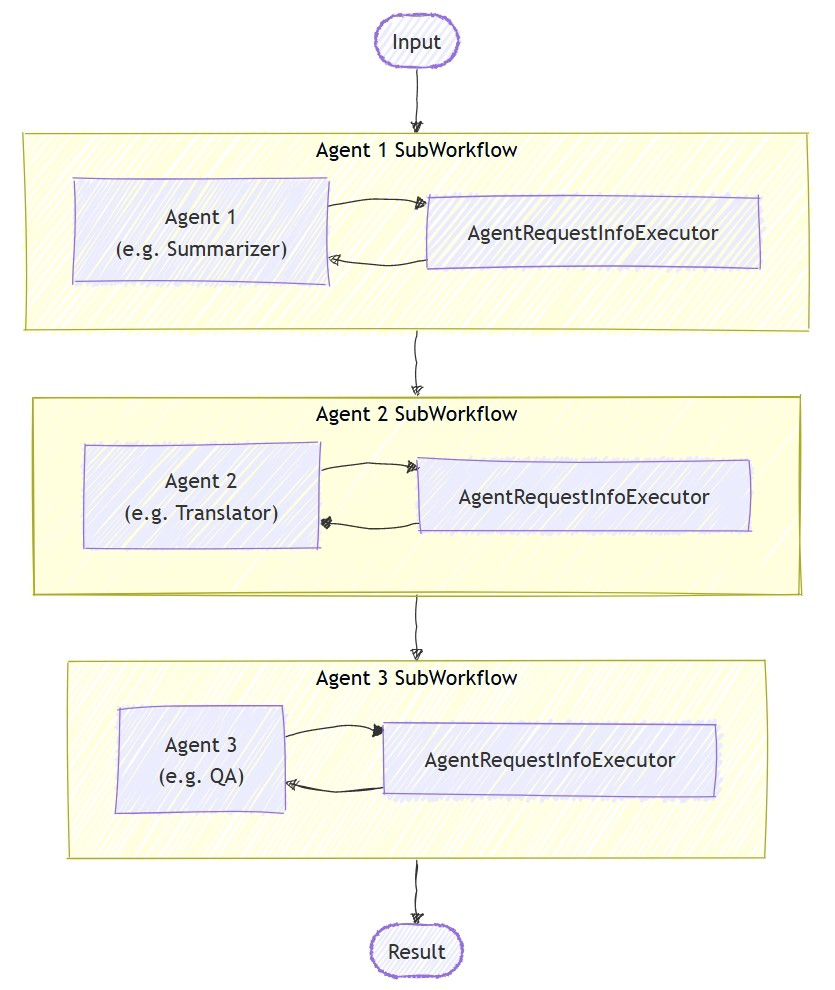 Input
Agent 1 SubWorkflow
Agent 1
(e.g. Summarizer)
AgentRequestInfoExecutor
Agent 2 SubWorkflow
Agent 2
(e.g. Translator)
AgentRequestInfoExecutor
Agent 3 SubWorkflow
Agent 3
(e.g. QA)
AgentRequestInfoExecutor
Result